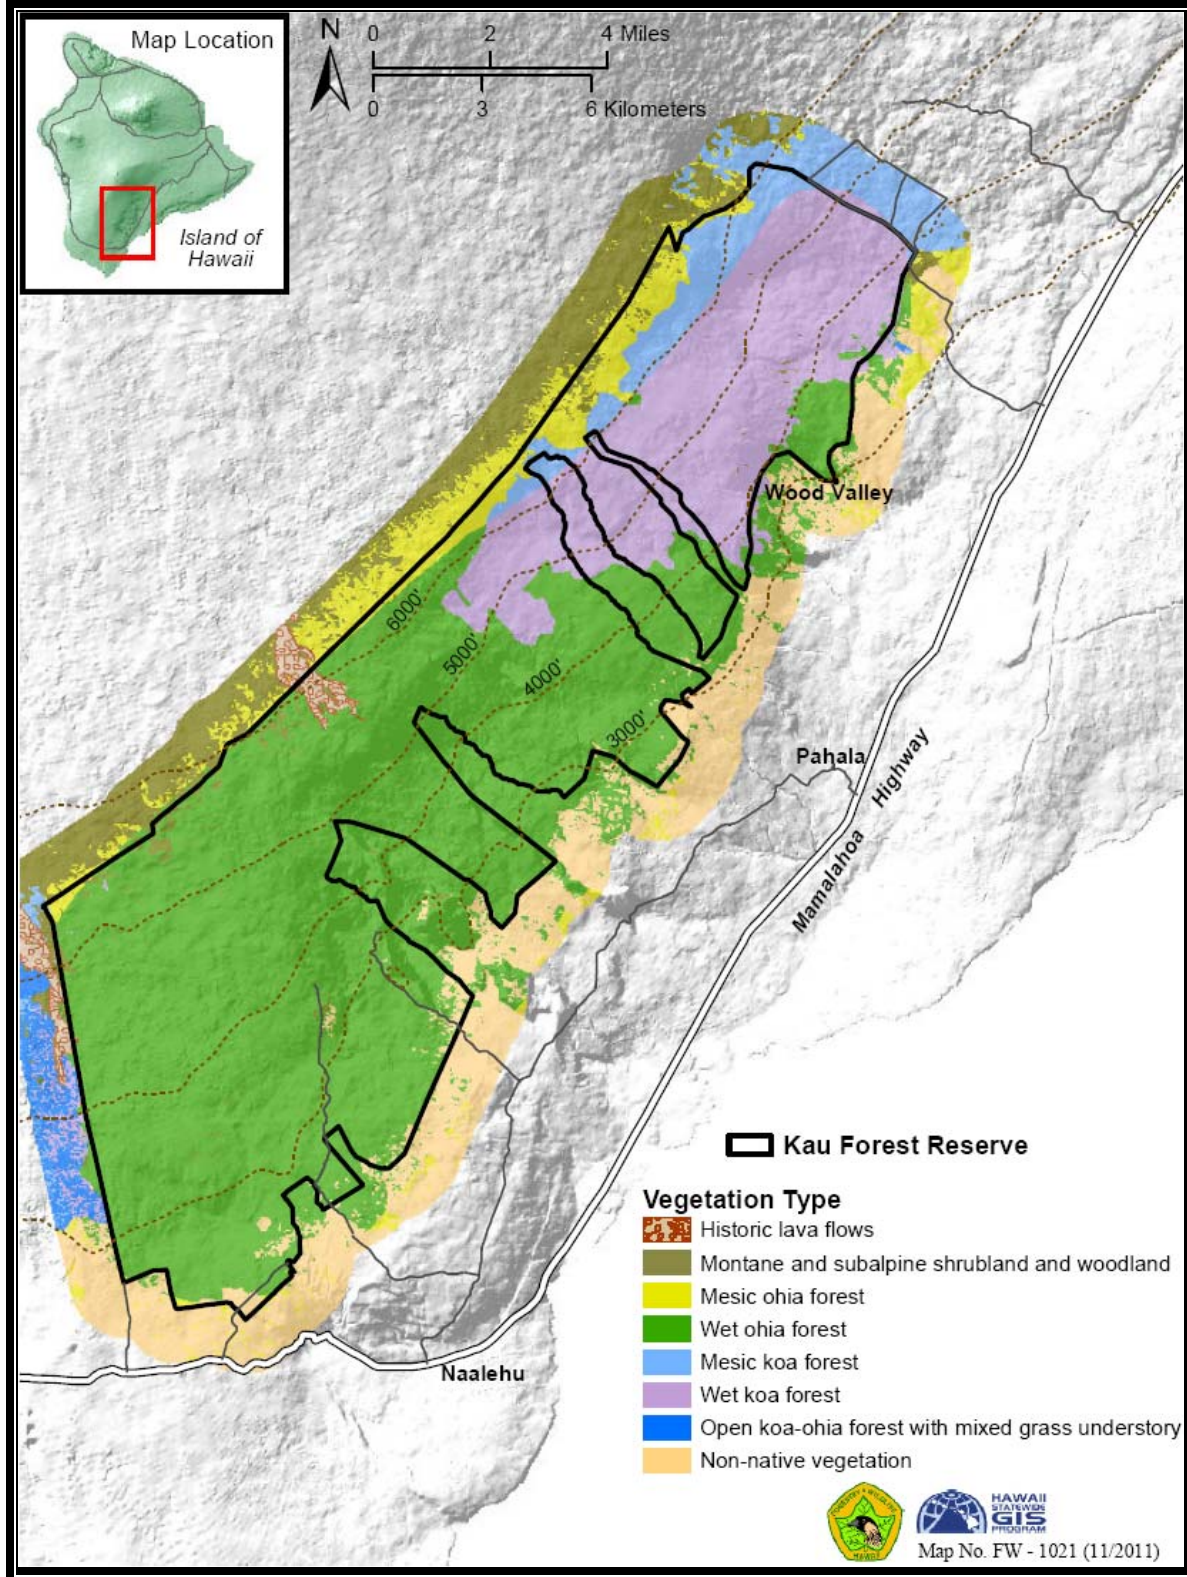 Map Location
Island of
Hawaii
N
0 2 4 Miles
0 3 6 Kilometers
Wood Valley
6000'
5000'
4000'
3000'
Pahala
Mamalahoa Highway
Kau Forest Reserve
Vegetation Type
Historic lava flows
Montane and subalpine shrubland and woodland
Mesic ohia forest
Wet ohia forest
Mesic koa forest
Wet koa forest
Open koa-ohia forest with mixed grass understory
Non-native vegetation
Naalehu
FORESTRY & WILDLIFE
HAWAII
HAWAII
STATEWIDE
GIS
PROGRAM
Map No. FW - 1021 (11/2011)